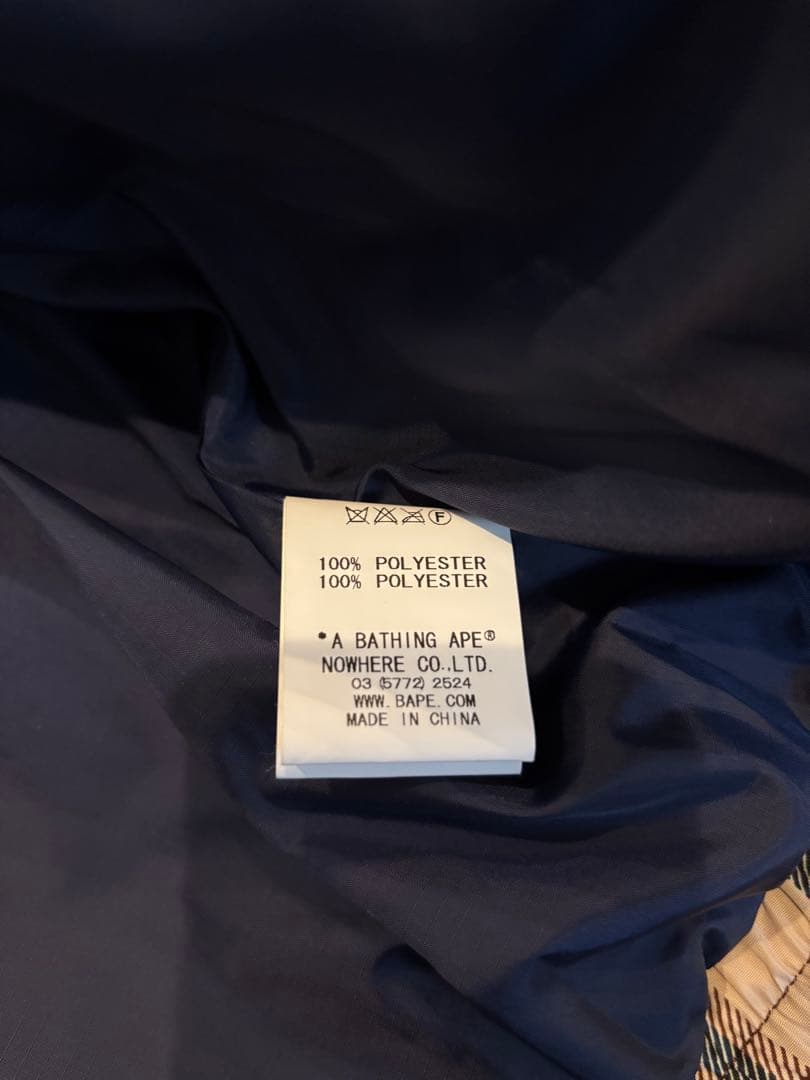 F
100% POLYESTER
100% POLYESTER
*A BATHING APE®
NOWHERE CO.,LTD.
03 (5772) 2524
WWW.BAPE.COM
MADE IN CHINA